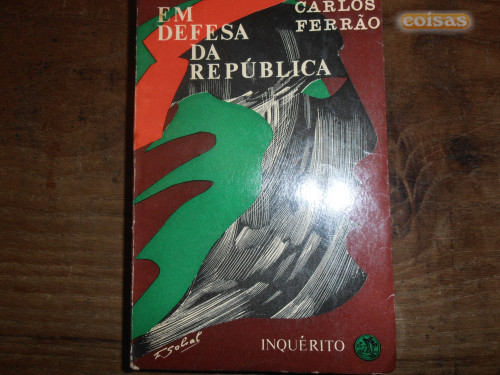 EM
DEFESA
DA
REPÚBLICA
CARLOS
FERRÃO
coisas
INQUÉRITO